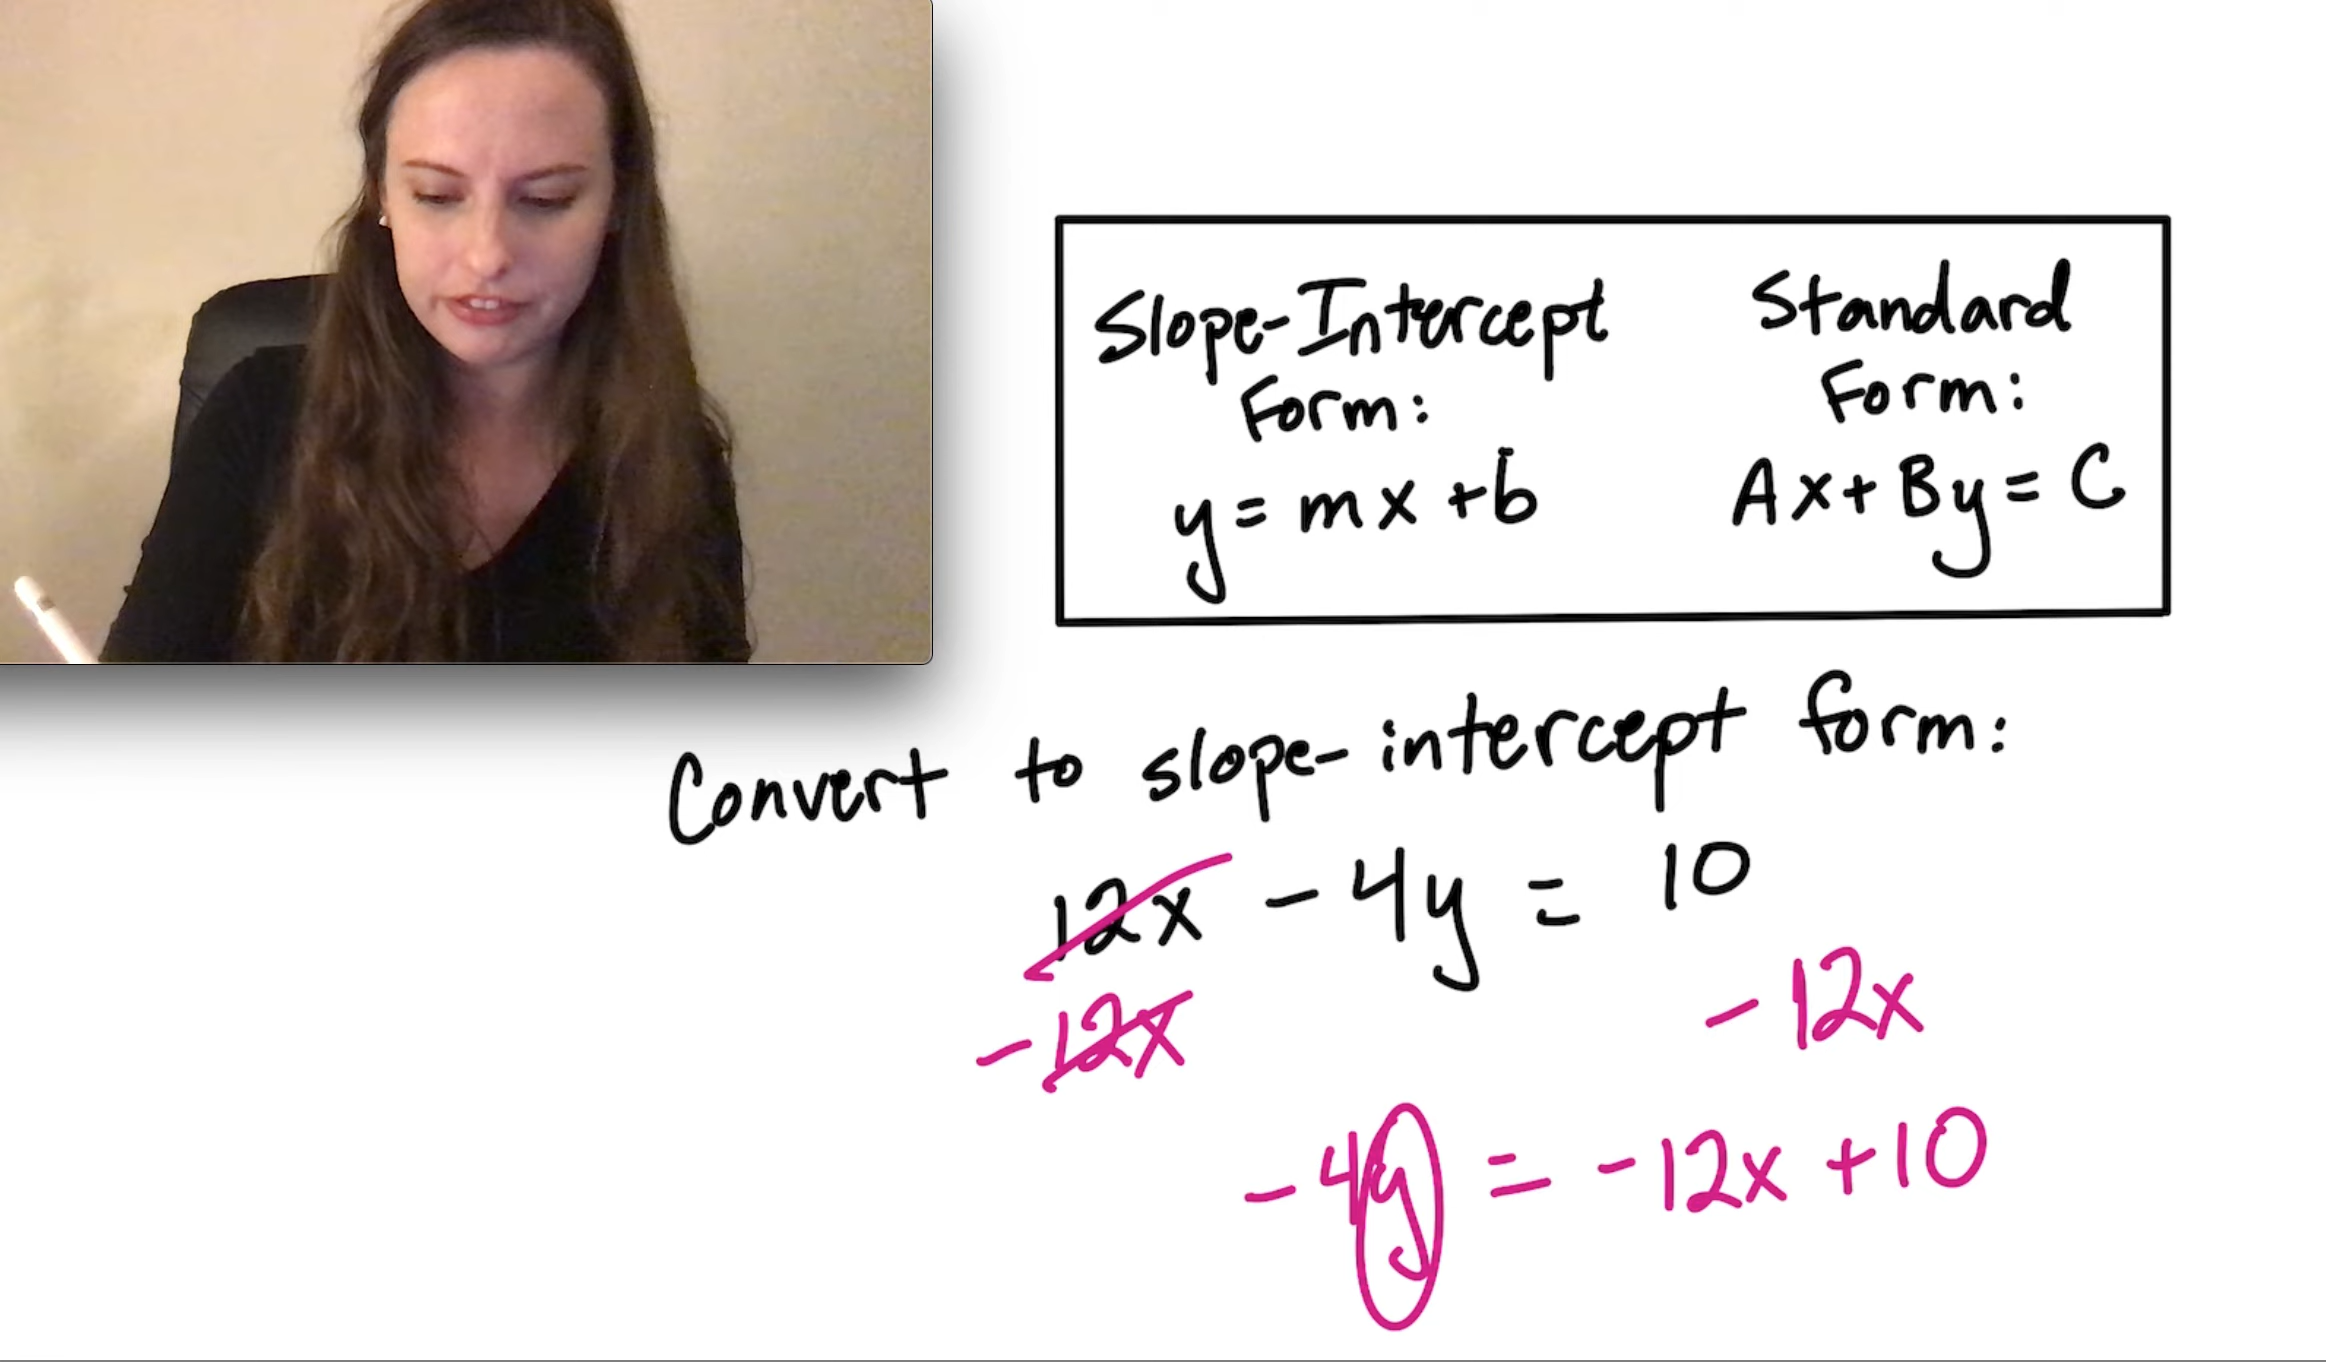 Slope-Intercept
Form:
y = mx + b
Standard
Form:
Ax + By = C
Convert to slope-intercept form:
12x - 4y = 10
-12x -12x
-4y = -12x + 10